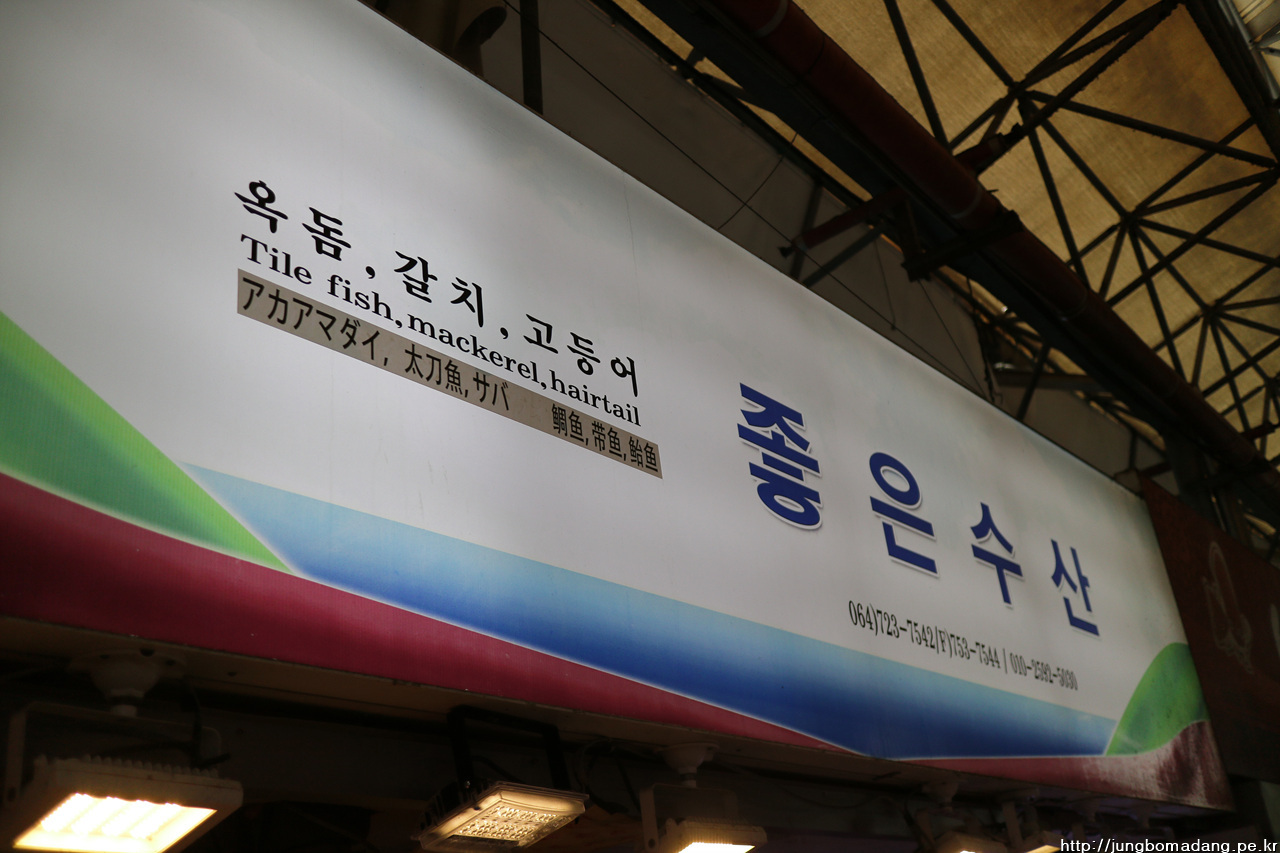 옥돔, 갈치, 고등어
Tile fish, mackerel, hairtail
アカアマダイ, 太刀魚, サバ 鲷鱼, 带鱼, 鲐鱼
좋은수산
064)723-7542/F)753-7544 / 010-2592-5030
http://jungbomadang.pe.kr